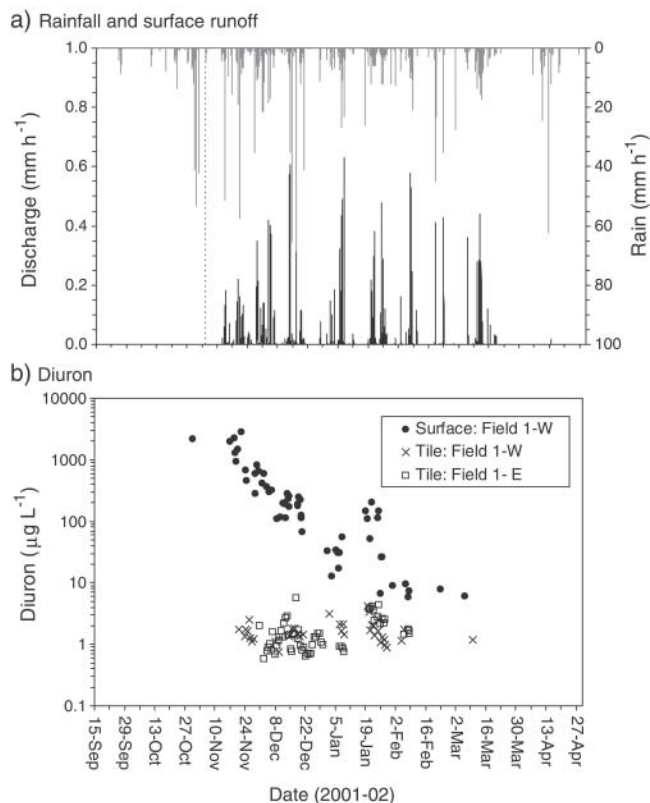 a) Rainfall and surface runoff
1.0
0.8
0.6
0.4
0.2
0.0
Discharge (mm h-1)
0
20
40
60
80
100
Rain (mm h-1)
b) Diuron
10000
1000
100
10
1
0.1
Diuron (µg L-1)
Surface: Field 1-W
Tile: Field 1-W
Tile: Field 1- E
15-Sep
29-Sep
13-Oct
27-Oct
10-Nov
24-Nov
8-Dec
22-Dec
5-Jan
19-Jan
2-Feb
16-Feb
2-Mar
16-Mar
30-Mar
13-Apr
27-Apr
Date (2001-02)